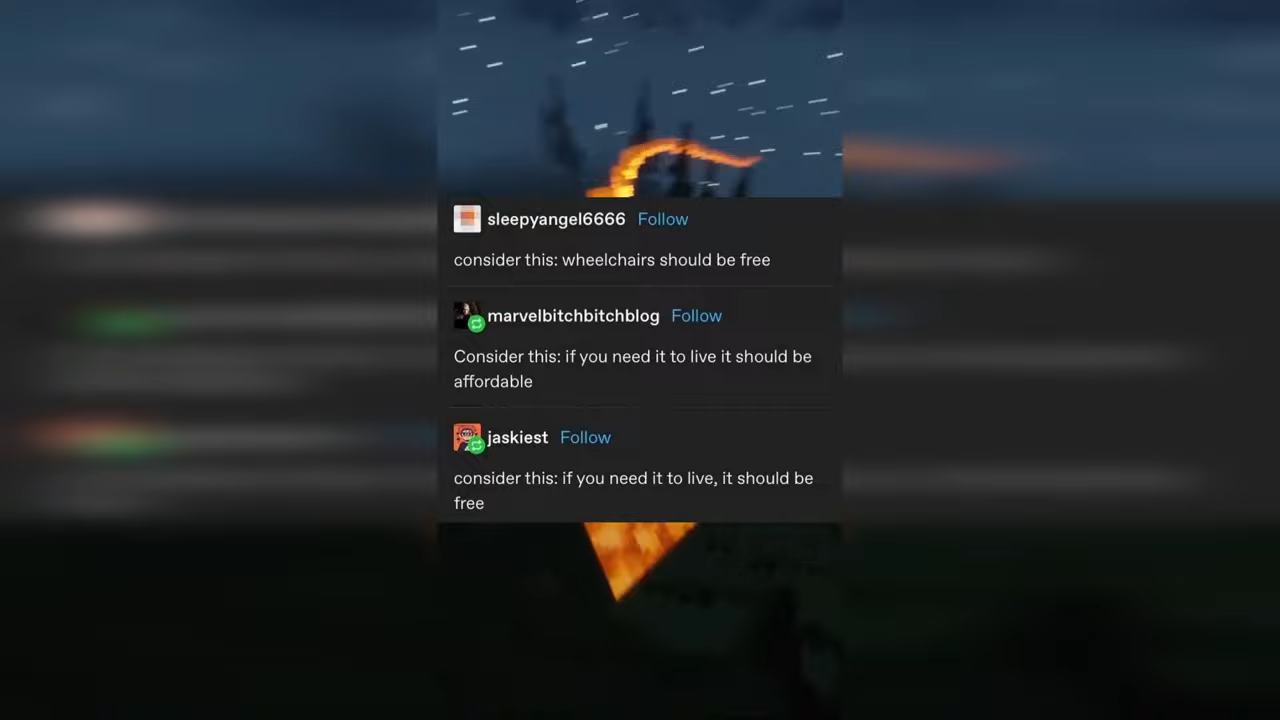 sleepyangel6666 Follow
consider this: wheelchairs should be free
marvelbitchbitchblog Follow
Consider this: if you need it to live it should be
affordable
jaskiest Follow
consider this: if you need it to live, it should be
free